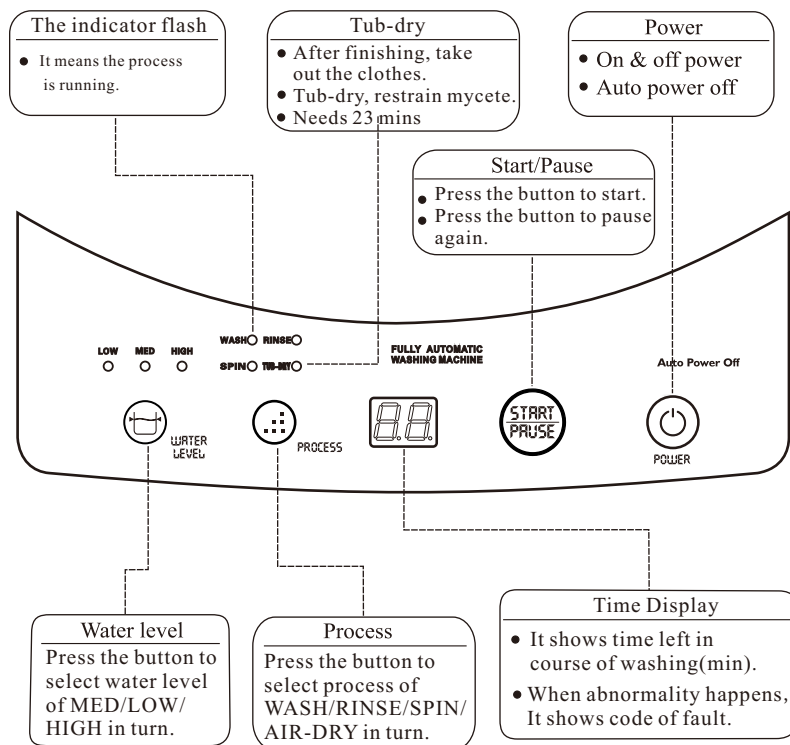 The indicator flash
● It means the process
is running.
Tub-dry
● After finishing, take
out the clothes.
● Tub-dry, restrain mycete.
● Needs 23 mins
Power
● On & off power
● Auto power off
Start/Pause
● Press the button to start.
● Press the button to pause
again.
WASH RINSE
LOW MED HIGH
SPIN TUB-DRY
FULLY AUTOMATIC
WASHING MACHINE
Auto Power Off
WATER
LEVEL
PROCESS
88
START
PAUSE
POWER
Water level
Press the button to
select water level
of MED/LOW/
HIGH in turn.
Process
Press the button to
select process of
WASH/RINSE/SPIN/
AIR-DRY in turn.
Time Display
● It shows time left in
course of washing(min).
● When abnormality happens,
It shows code of fault.